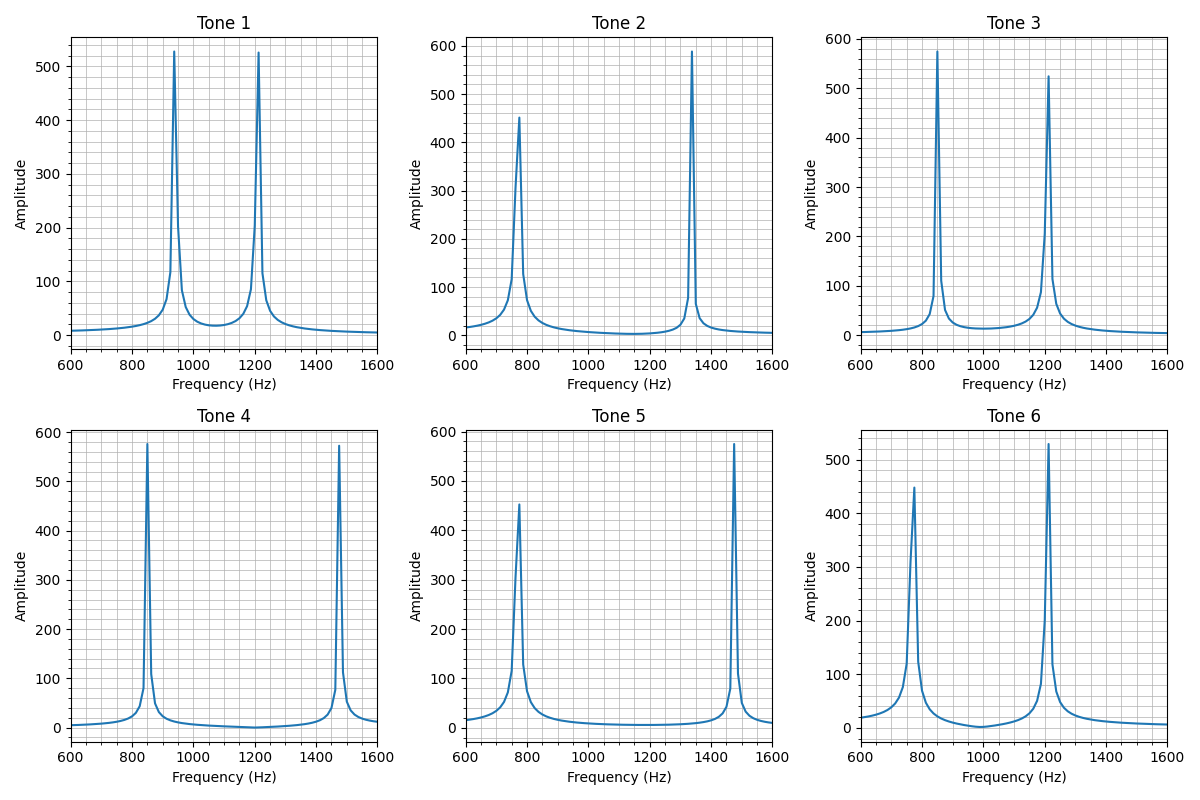 Tone 1 Tone 2 Tone 3
Amplitude Amplitude Amplitude
500 600 600
400 500 500
300 400 400
200 300 300
100 200 200
0 100 100
0 0
600 800 1000 1200 1400 1600 600 800 1000 1200 1400 1600 600 800 1000 1200 1400 1600
Frequency (Hz) Frequency (Hz) Frequency (Hz)
Tone 4 Tone 5 Tone 6
Amplitude Amplitude Amplitude
600 600 500
500 500 400
400 400 300
300 300 200
200 200 100
100 100 0
0 0
600 800 1000 1200 1400 1600 600 800 1000 1200 1400 1600 600 800 1000 1200 1400 1600
Frequency (Hz) Frequency (Hz) Frequency (Hz)